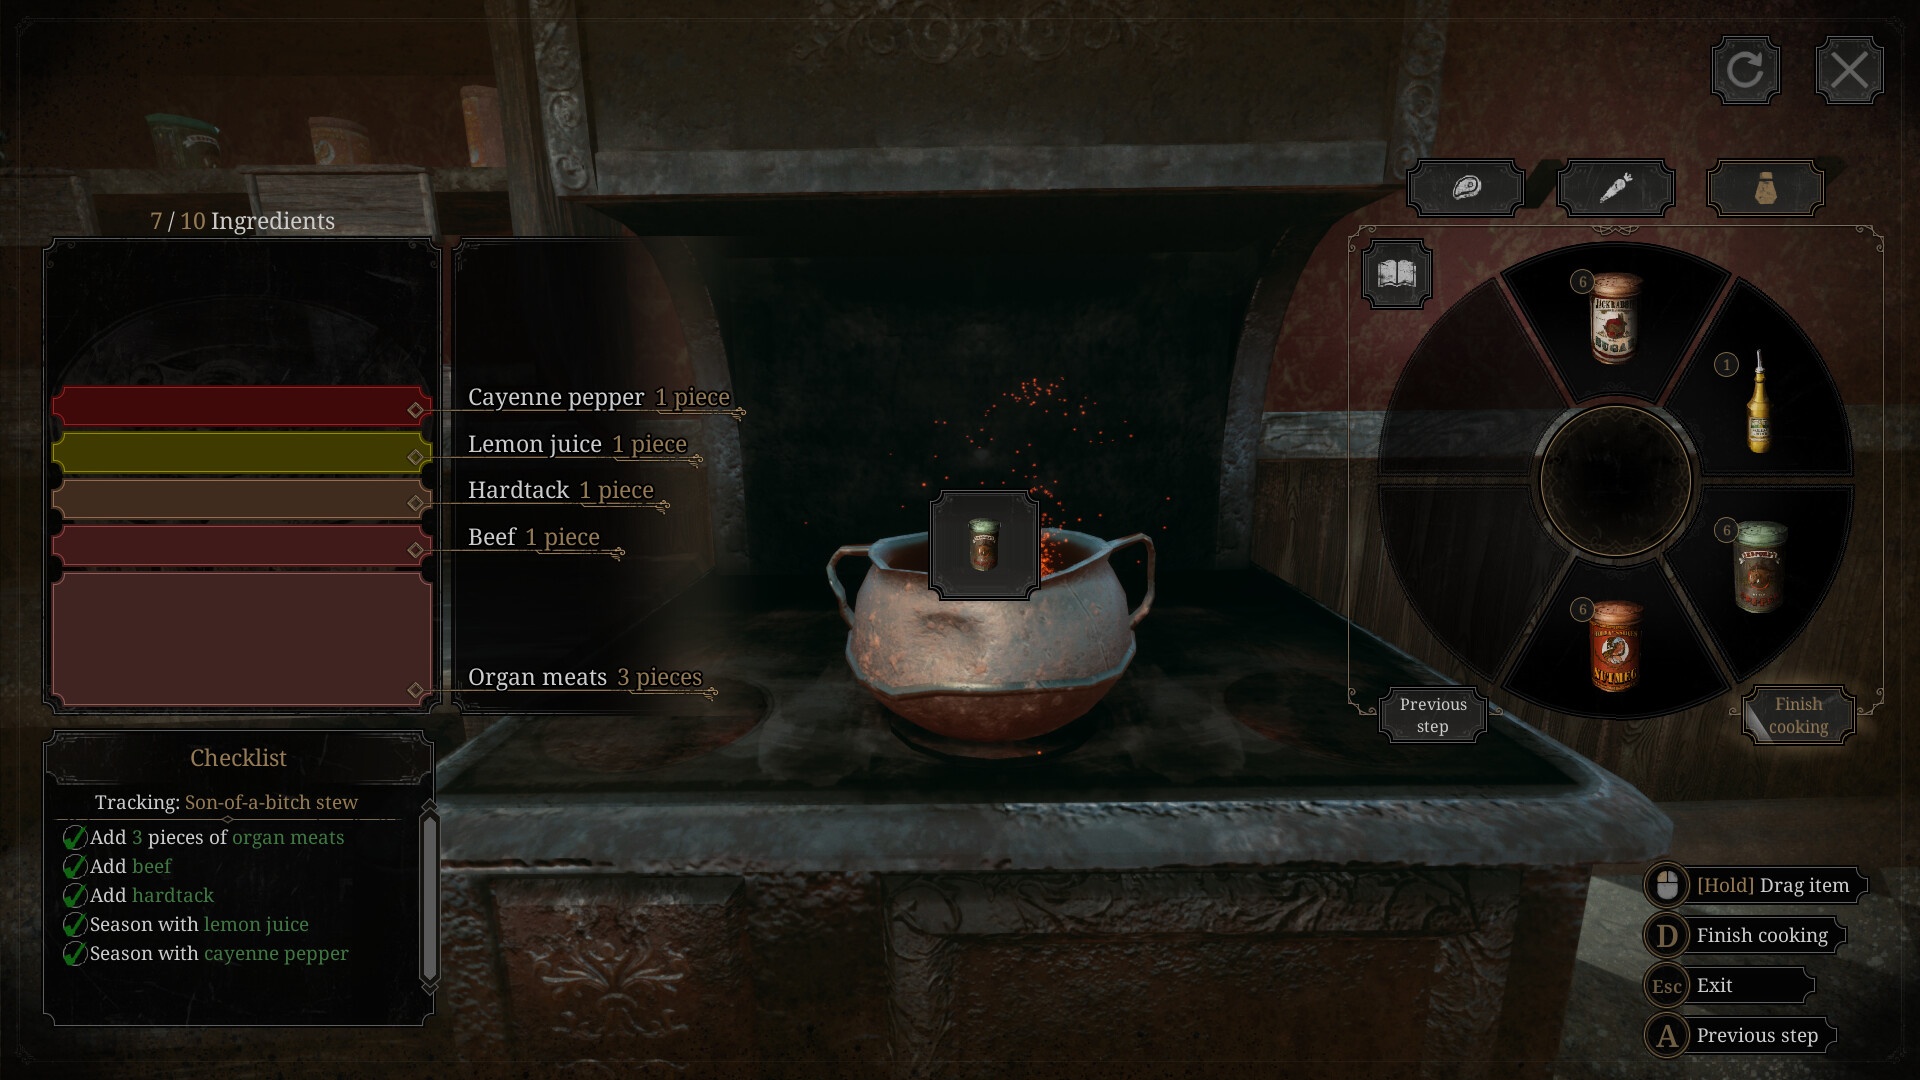 7 / 10 Ingredients
Cayenne pepper 1 piece
Lemon juice 1 piece
Hardtack 1 piece
Beef 1 piece
Organ meats 3 pieces
Checklist
Tracking: Son-of-a-bitch stew
Add 3 pieces of organ meats
Add beef
Add hardtack
Season with lemon juice
Season with cayenne pepper
6
1
6
6
NUTMEG
Previous
step
Finish
cooking
[Hold] Drag item
D Finish cooking
Esc Exit
A Previous step